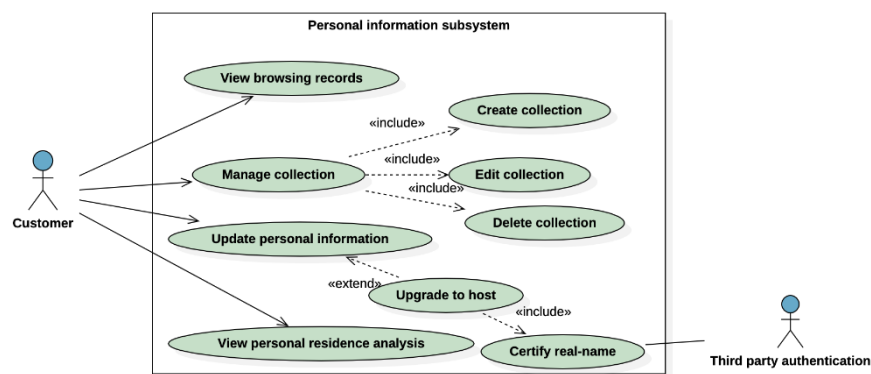 Personal information subsystem
View browsing records
Create collection
«include»
«include»
Manage collection
Edit collection
«include»
Customer
Delete collection
Update personal information
«extend»
Upgrade to host
«include»
View personal residence analysis
Certify real-name
Third party authentication